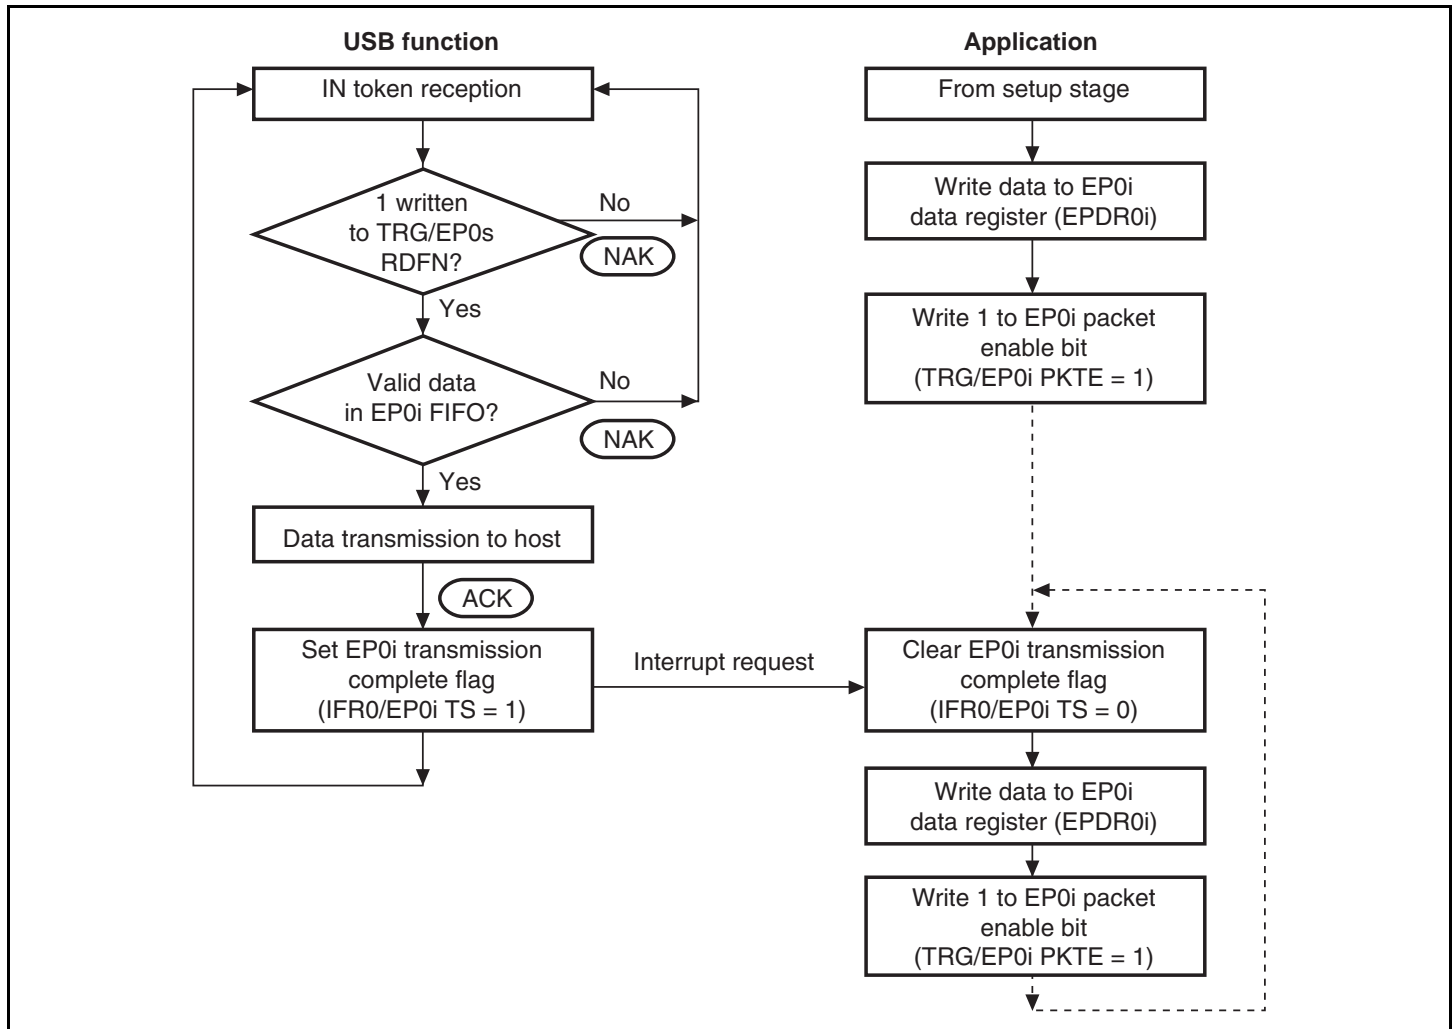 USB function
IN token reception
1 written
to TRG/EP0s
RDFN?
No
NAK
Yes
Valid data
in EP0i FIFO?
No
NAK
Yes
Data transmission to host
ACK
Set EP0i transmission
complete flag
(IFR0/EP0i TS = 1)
Interrupt request
Application
From setup stage
Write data to EP0i
data register (EPDR0i)
Write 1 to EP0i packet
enable bit
(TRG/EP0i PKTE = 1)
Clear EP0i transmission
complete flag
(IFR0/EP0i TS = 0)
Write data to EP0i
data register (EPDR0i)
Write 1 to EP0i packet
enable bit
(TRG/EP0i PKTE = 1)